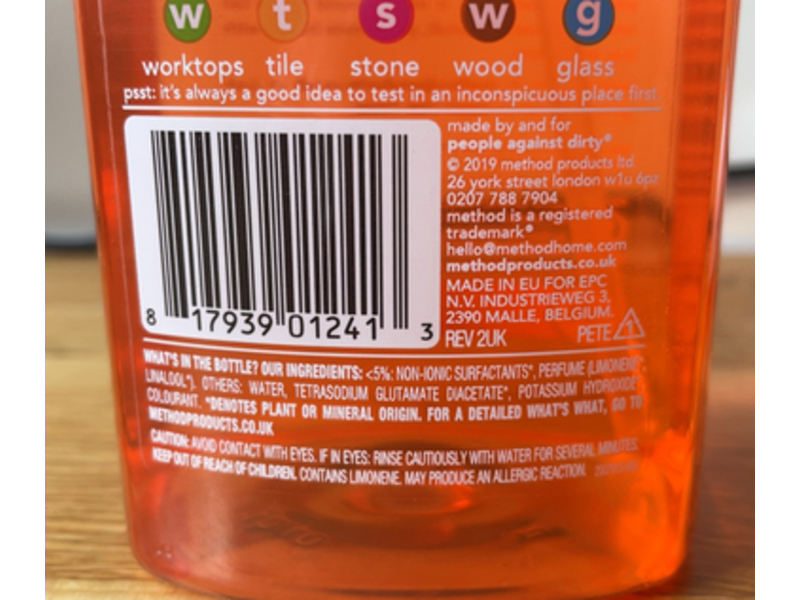 w t s w g
worktops tile stone wood glass
psst: it's always a good idea to test in an inconspicuous place first.
made by and for
people against dirty®
© 2019 method products ltd.
26 york street london w1u 6pz
0207 788 7904
method is a registered
trademark®
hello@methodhome.com
methodproducts.co.uk
MADE IN EU FOR EPC
N.V. INDUSTRIEWEG 3,
2390 MALLE, BELGIUM.
REV 2UK PETE 1
8 17939 01241 3
WHAT'S IN THE BOTTLE? OUR INGREDIENTS: <5%: NON-IONIC SURFACTANTS*, PERFUME (LIMONENE*,
LINALOOL*). OTHERS: WATER, TETRASODIUM GLUTAMATE DIACETATE*, POTASSIUM HYDROXIDE*,
COLOURANT. *DENOTES PLANT OR MINERAL ORIGIN. FOR A DETAILED WHAT'S WHAT, GO TO
METHODPRODUCTS.CO.UK
CAUTION: AVOID CONTACT WITH EYES. IF IN EYES: RINSE CAUTIOUSLY WITH WATER FOR SEVERAL MINUTES.
KEEP OUT OF REACH OF CHILDREN. CONTAINS LIMONENE. MAY PRODUCE AN ALLERGIC REACTION.